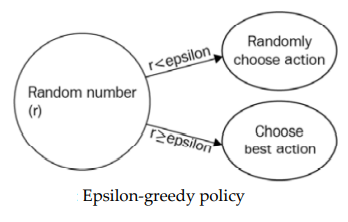 Random number
(r)
r<epsilon
Randomly
choose action
r≥epsilon
Choose
best action
Epsilon-greedy policy